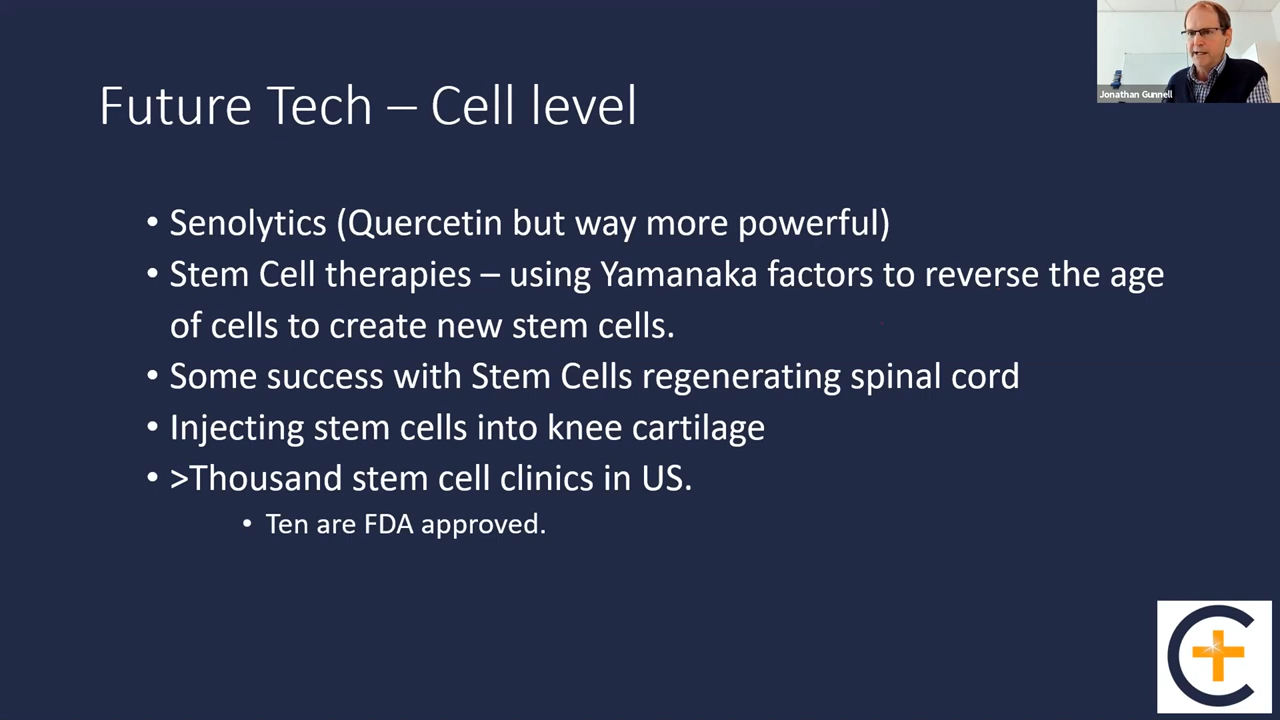 Jonathan Gunnell
Future Tech – Cell level
• Senolytics (Quercetin but way more powerful)
• Stem Cell therapies – using Yamanaka factors to reverse the age
of cells to create new stem cells.
• Some success with Stem Cells regenerating spinal cord
• Injecting stem cells into knee cartilage
• >Thousand stem cell clinics in US.
• Ten are FDA approved.